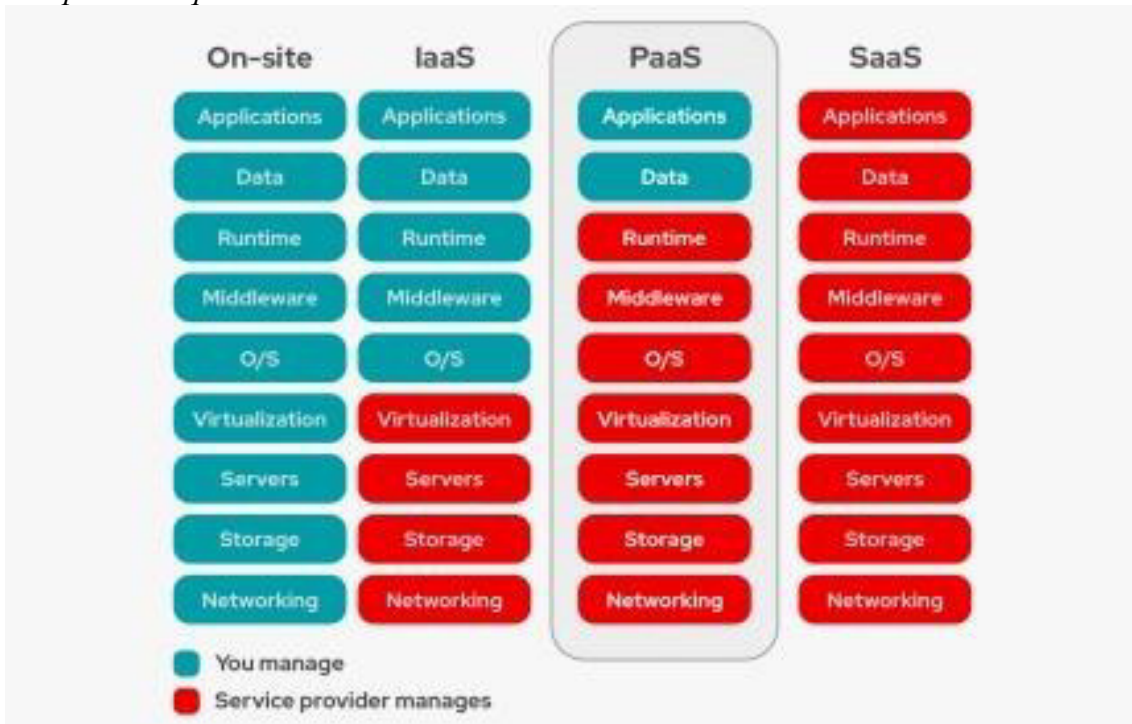 On-site IaaS PaaS SaaS
Applications Applications Applications Applications
Data Data Data Data
Runtime Runtime Runtime Runtime
Middleware Middleware Middleware Middleware
O/S O/S O/S O/S
Virtualization Virtualization Virtualization Virtualization
Servers Servers Servers Servers
Storage Storage Storage Storage
Networking Networking Networking Networking
You manage
Service provider manages